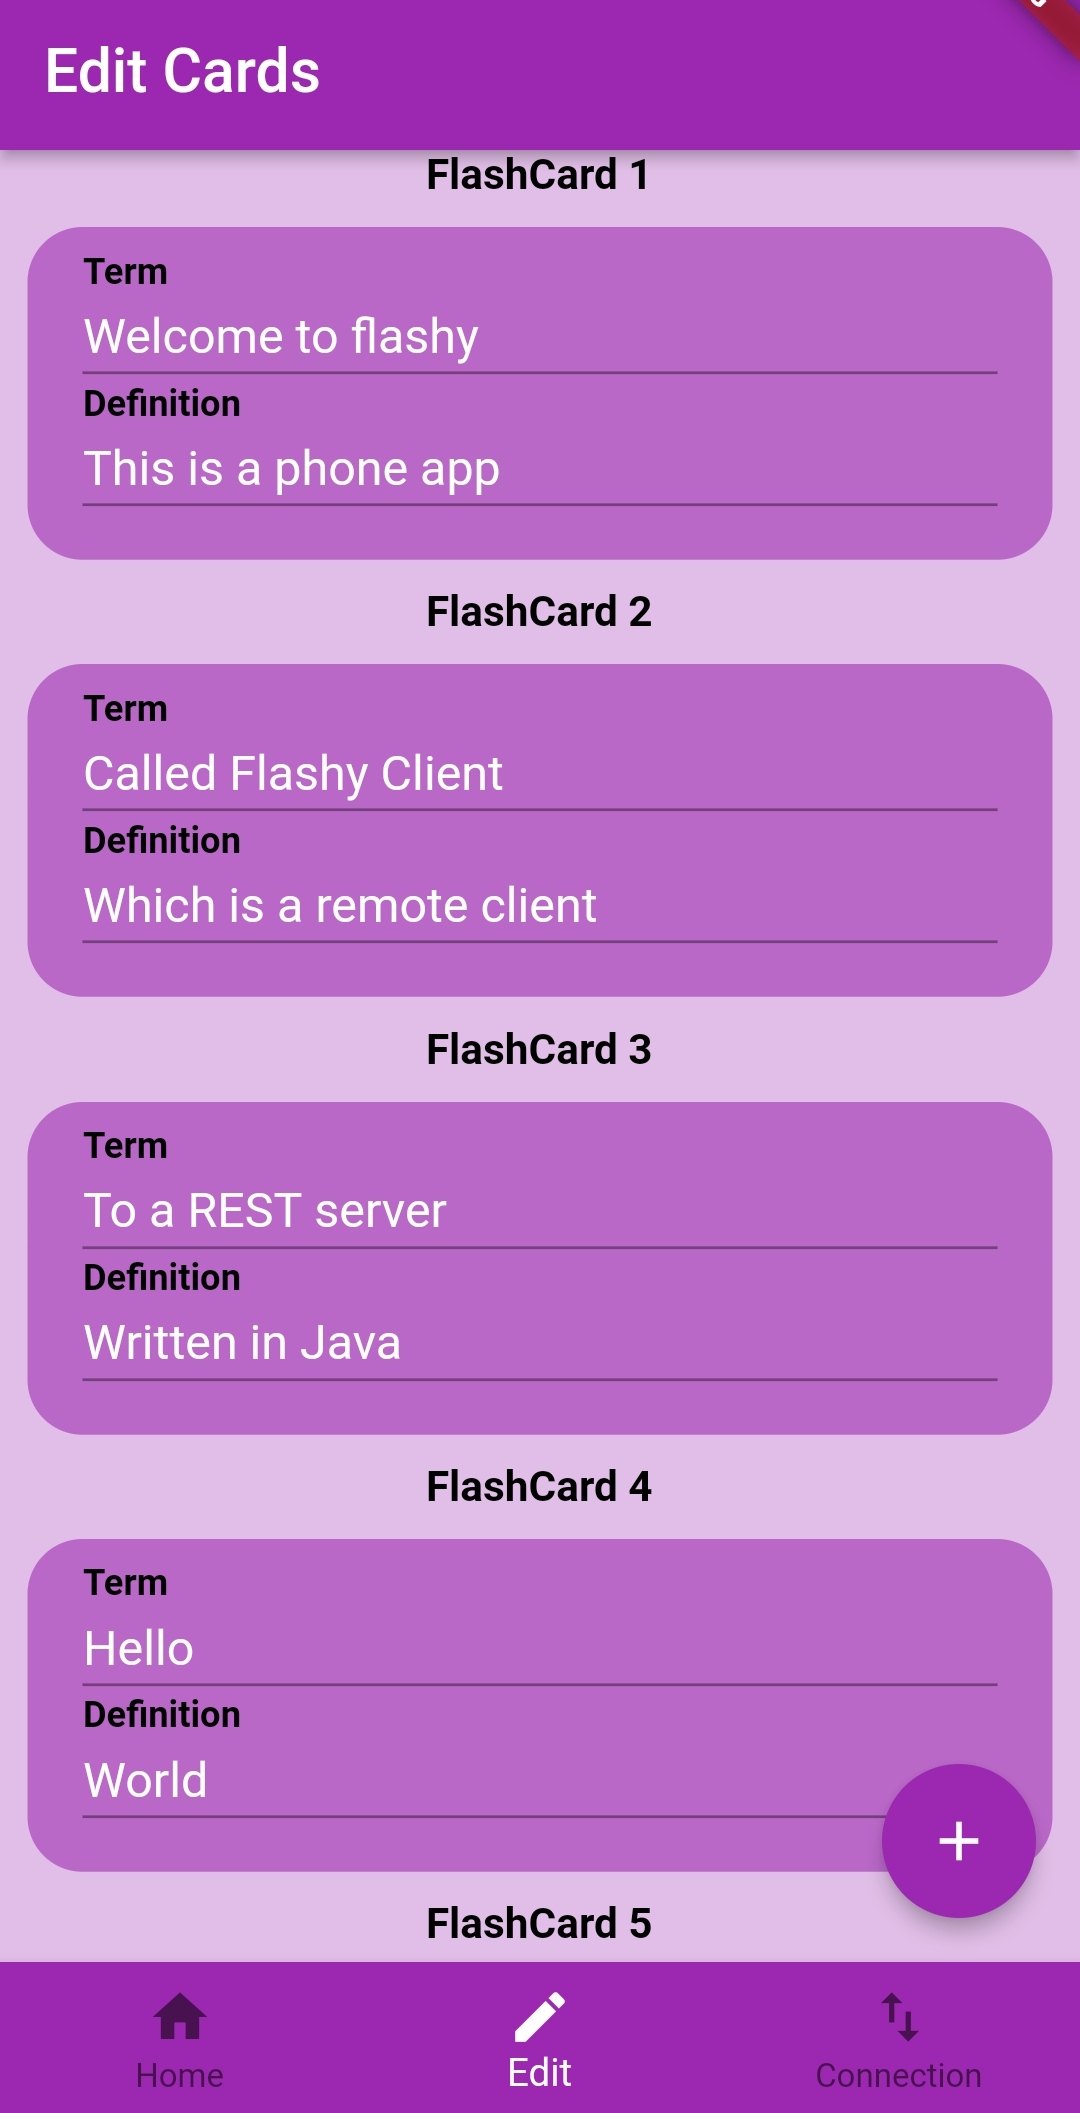 Edit Cards
FlashCard 1
Term
Welcome to flashy
Definition
This is a phone app
FlashCard 2
Term
Called Flashy Client
Definition
Which is a remote client
FlashCard 3
Term
To a REST server
Definition
Written in Java
FlashCard 4
Term
Hello
Definition
World
FlashCard 5
Home
Edit
Connection